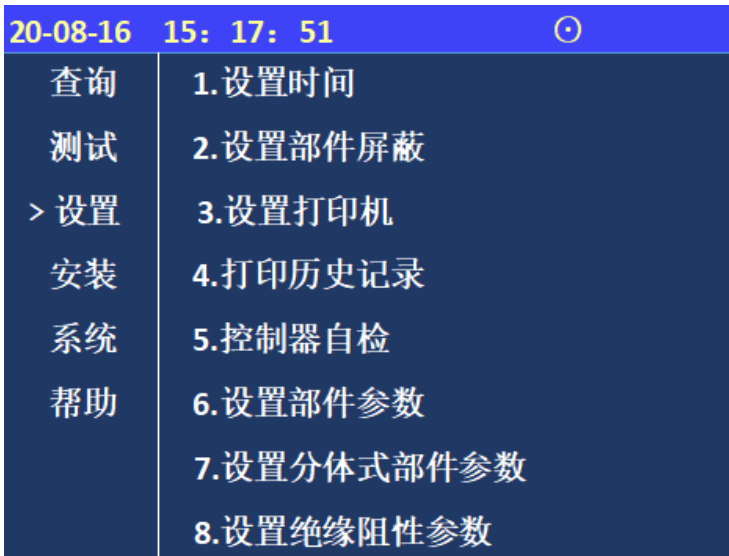 20-08-16 15：17：51 ⊙
查询 1.设置时间
测试 2.设置部件屏蔽
> 设置 3.设置打印机
安装 4.打印历史记录
系统 5.控制器自检
帮助 6.设置部件参数
7.设置分体式部件参数
8.设置绝缘阻性参数